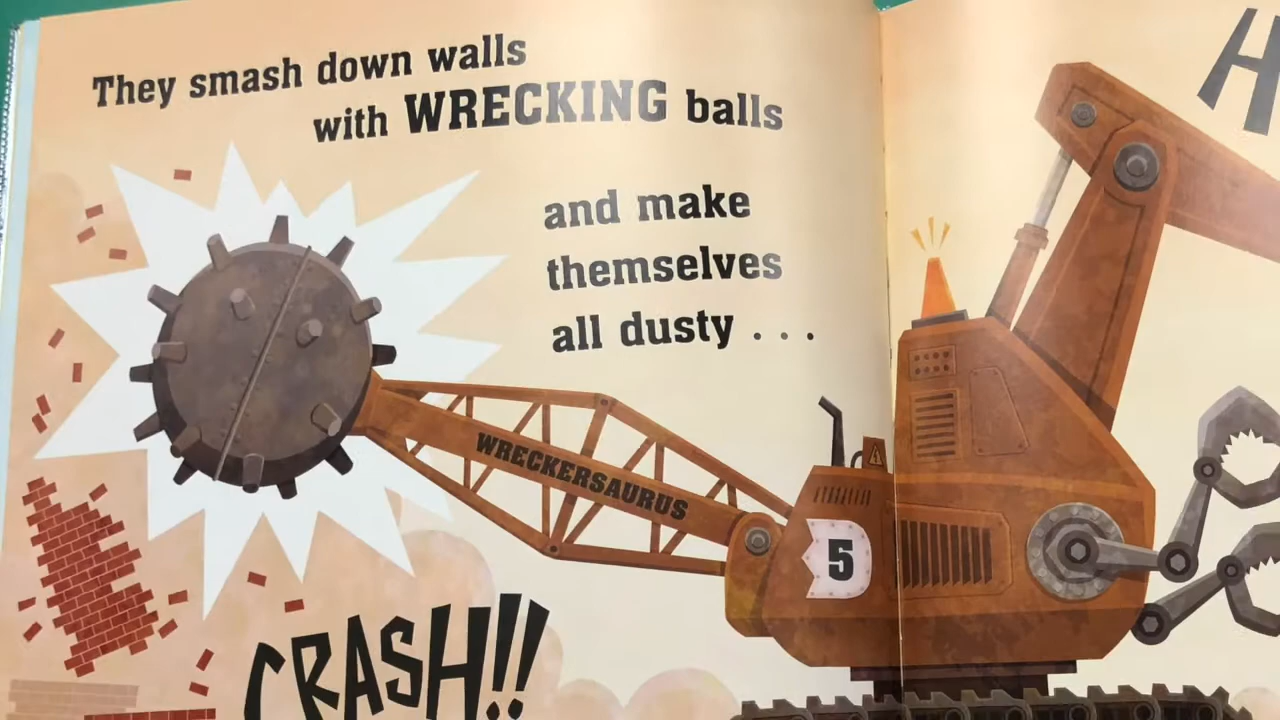 They smash down walls
with WRECKING balls
and make
themselves
all dusty . . .
WRECKERSAURUS
5
CRASH!!
H